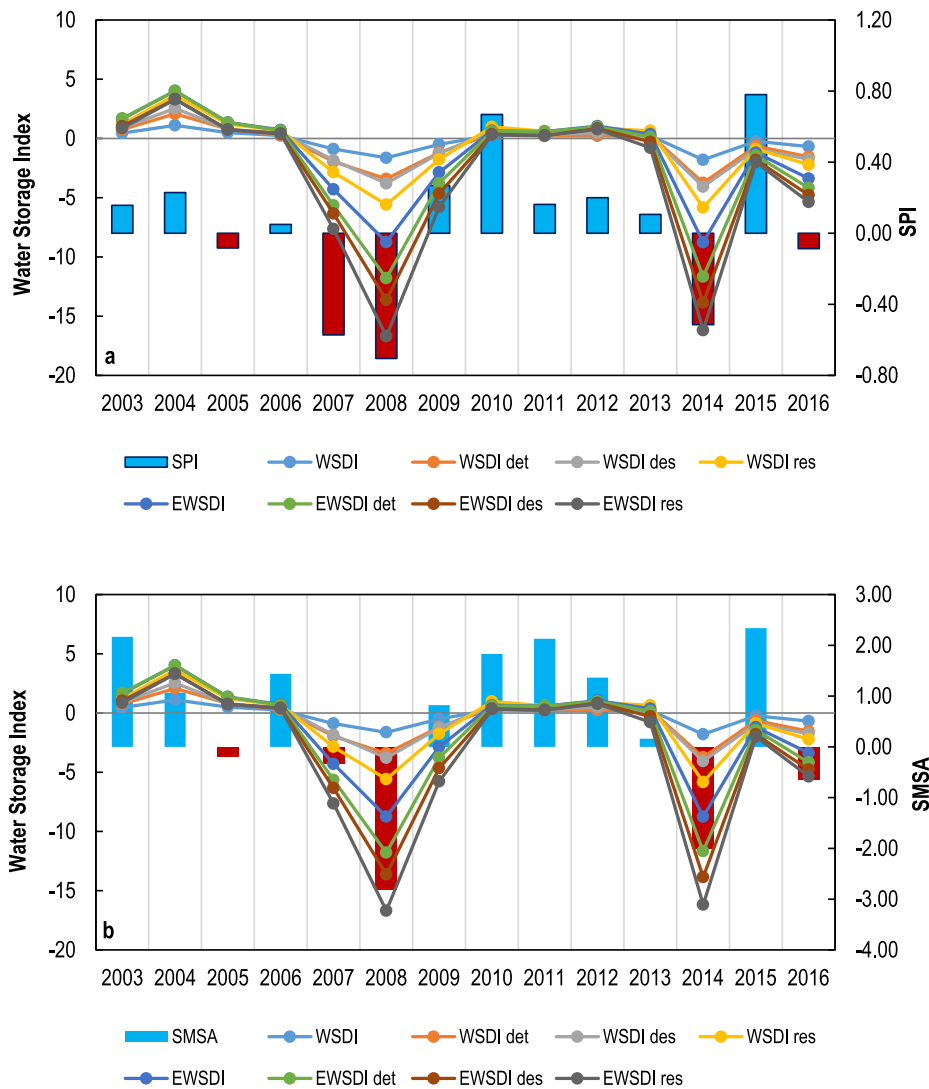 10
5
0
-5
-10
-15
-20
Water Storage Index
1.20
0.80
0.40
0.00
-0.40
-0.80
SPI
a
2003 2004 2005 2006 2007 2008 2009 2010 2011 2012 2013 2014 2015 2016
SPI WSDI WSDI det WSDI des WSDI res
EWSDI EWSDI det EWSDI des EWSDI res
10
5
0
-5
-10
-15
-20
Water Storage Index
3.00
2.00
1.00
0.00
-1.00
-2.00
-3.00
-4.00
SMSA
b
2003 2004 2005 2006 2007 2008 2009 2010 2011 2012 2013 2014 2015 2016
SMSA WSDI WSDI det WSDI des WSDI res
EWSDI EWSDI det EWSDI des EWSDI res